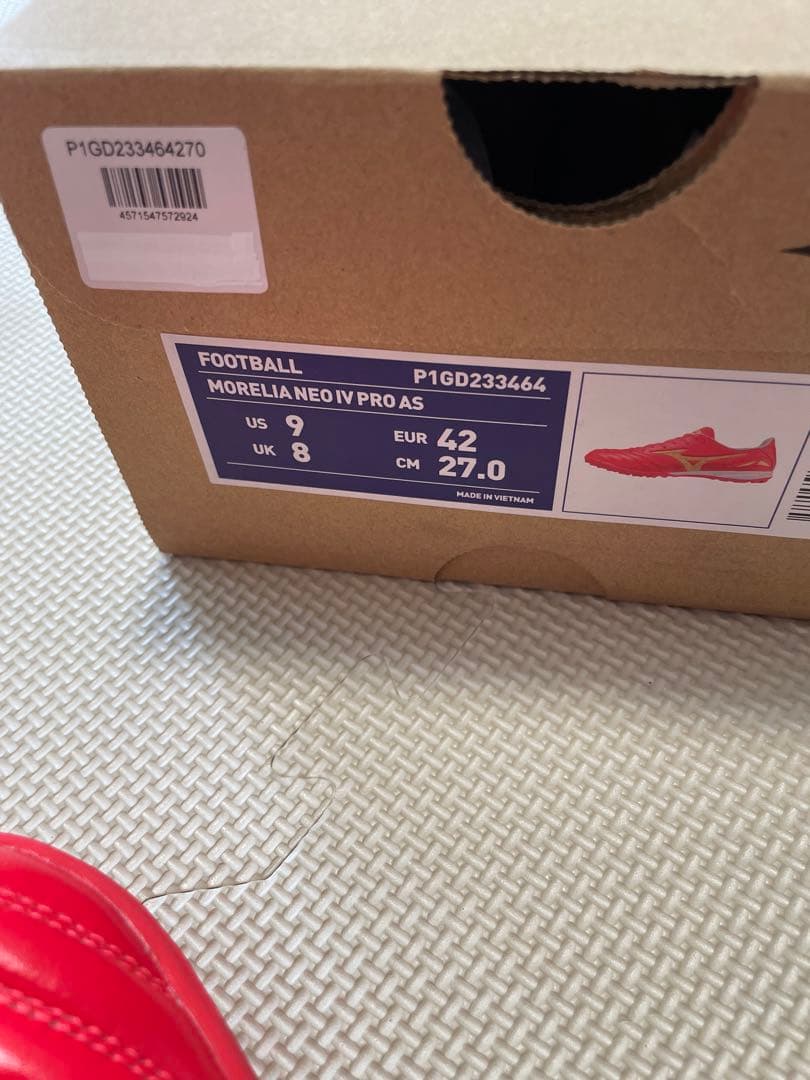 P1GD233464270
4571547572924
FOOTBALL P1GD233464
MORELIA NEO IV PRO AS
US 9 EUR 42
UK 8 CM 27.0
MADE IN VIETNAM